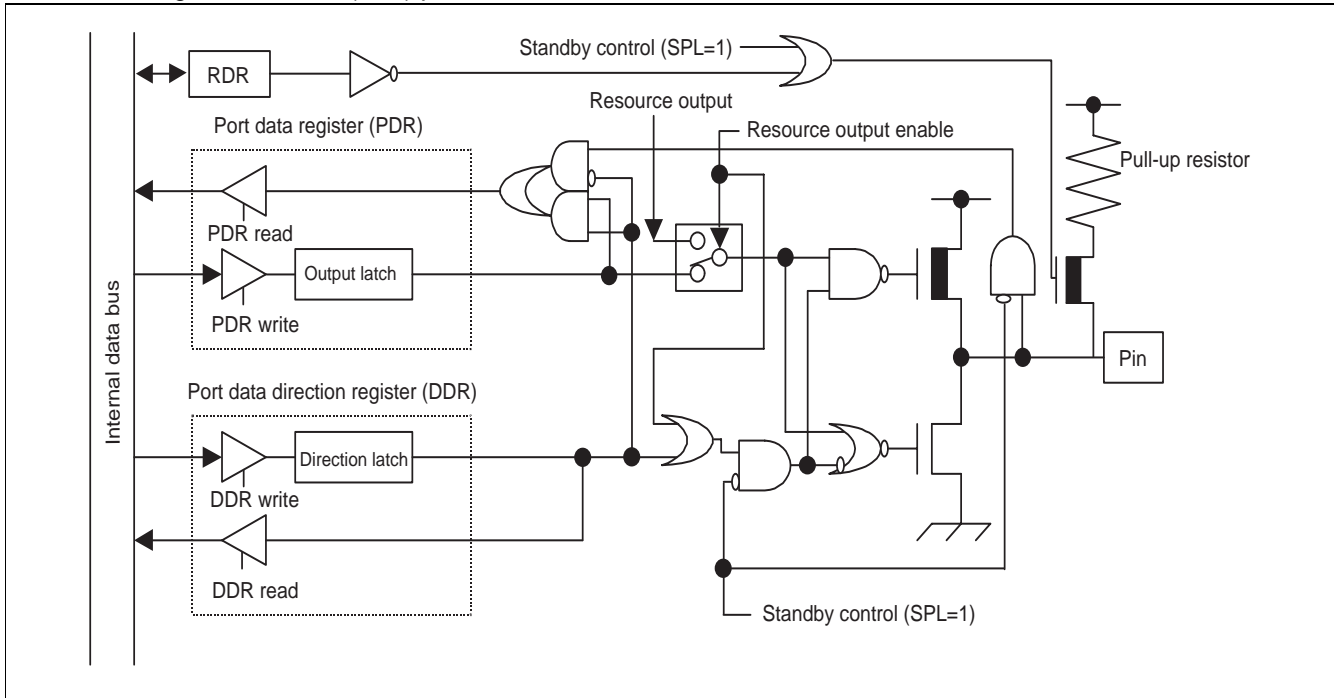 Standby control (SPL=1)
RDR
Resource output
Port data register (PDR)
Resource output enable
Pull-up resistor
PDR read
Output latch
PDR write
Internal data bus
Pin
Port data direction register (DDR)
Direction latch
DDR write
DDR read
Standby control (SPL=1)